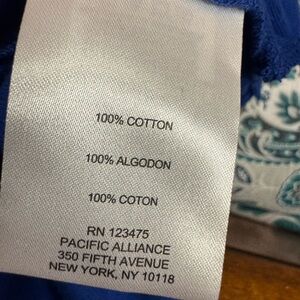 100% COTTON
100% ALGODON
100% COTON
RN 123475
PACIFIC ALLIANCE
350 FIFTH AVENUE
NEW YORK, NY 10118